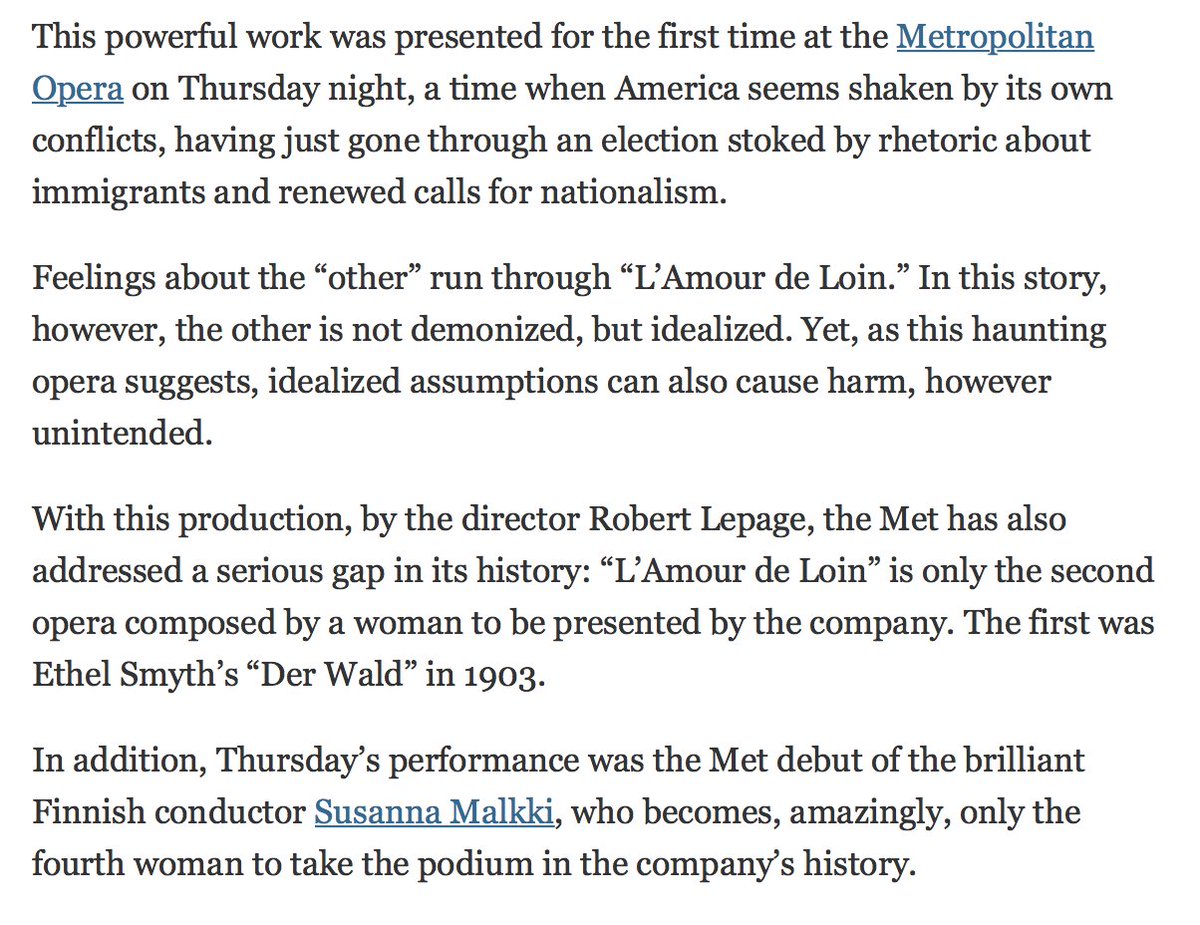 This powerful work was presented for the first time at the Metropolitan
Opera on Thursday night, a time when America seems shaken by its own
conflicts, having just gone through an election stoked by rhetoric about
immigrants and renewed calls for nationalism.
Feelings about the “other” run through “L’Amour de Loin.” In this story,
however, the other is not demonized, but idealized. Yet, as this haunting
opera suggests, idealized assumptions can also cause harm, however
unintended.
With this production, by the director Robert Lepage, the Met has also
addressed a serious gap in its history: “L’Amour de Loin” is only the second
opera composed by a woman to be presented by the company. The first was
Ethel Smyth’s “Der Wald” in 1903.
In addition, Thursday’s performance was the Met debut of the brilliant
Finnish conductor Susanna Malkki, who becomes, amazingly, only the
fourth woman to take the podium in the company’s history.